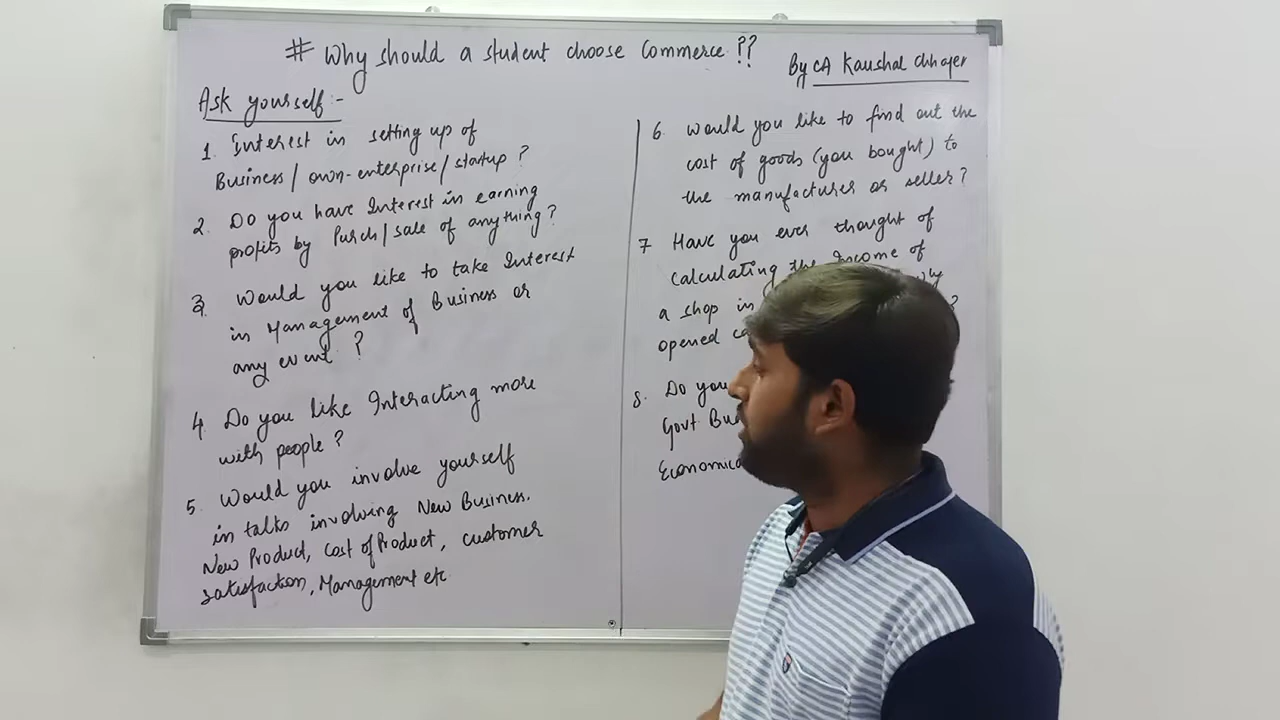 # Why should a student choose Commerce ??
By CA Kaushal Chhajer
Ask yourself :-
1. Interest in setting up of
Business / own-enterprise / startup ?
2. Do you have Interest in earning
profits by Purch / sale of anything ?
3. Would you like to take Interest
in Management of Business or
any event ?
4. Do you like Interacting more
with people ?
5. Would you involve yourself
in talks involving New Business.
New Product, Cost of Product, customer
satisfaction, Management etc
6. Would you like to find out the
cost of goods (you bought) to
the manufacturer or seller ?
7 Have you ever thought of
calculating the Income of
a shop in
opened ?
8. Do you
Govt